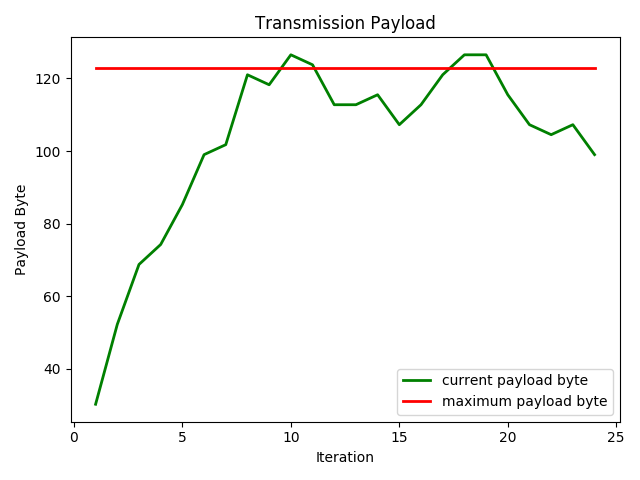 Transmission Payload
Payload Byte
120
100
80
60
40
0
5
10
15
20
25
Iteration
current payload byte
maximum payload byte